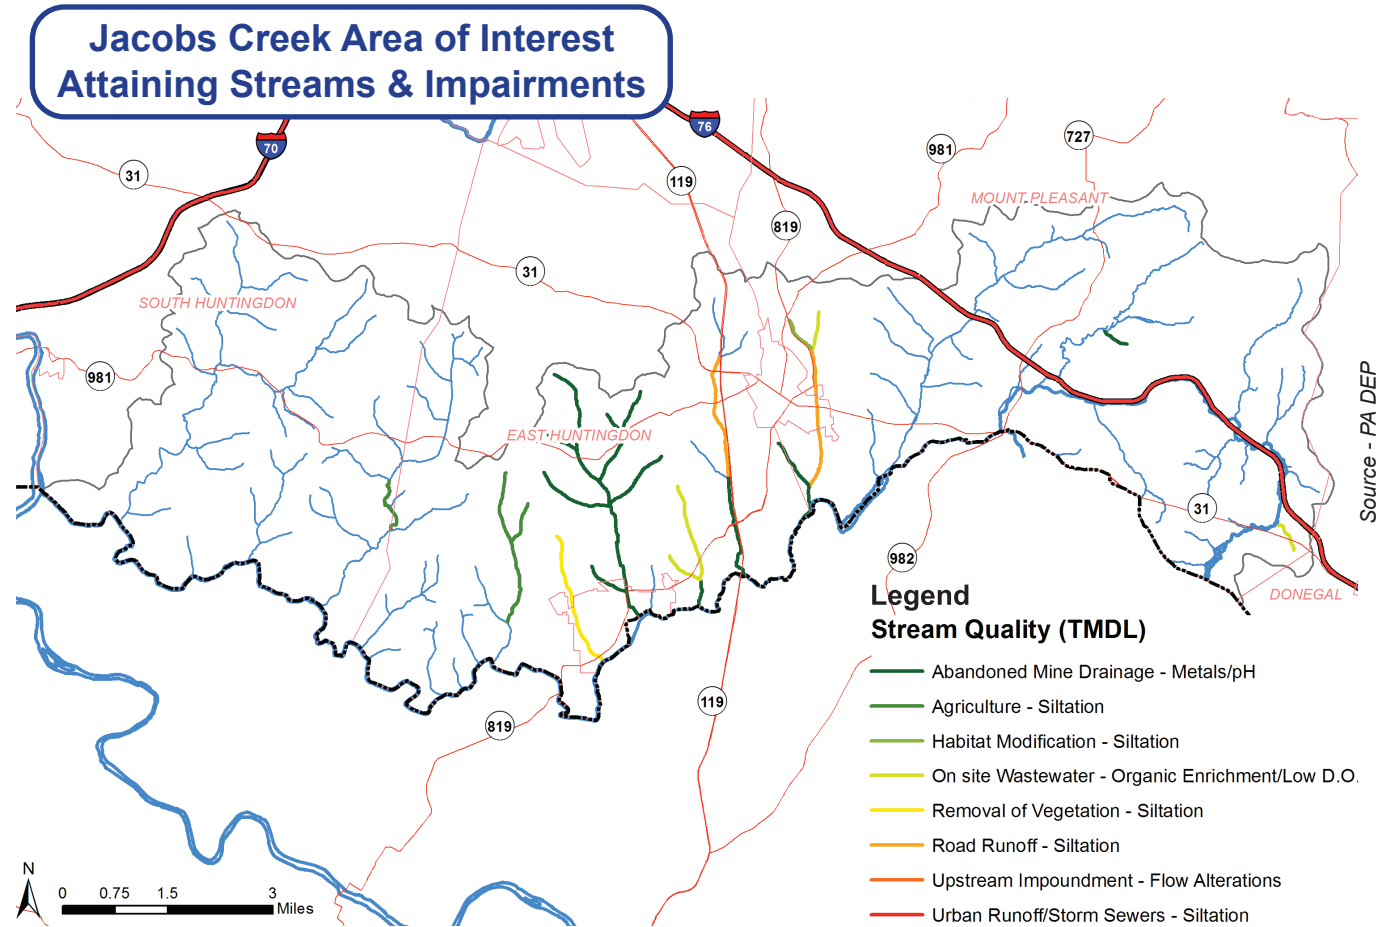 Jacobs Creek Area of Interest
Attaining Streams & Impairments
76
70
981
727
31
119
MOUNT PLEASANT
819
31
SOUTH HUNTINGDON
981
EAST HUNTINGDON
Source - PA DEP
31
982
DONEGAL
119
819
Legend
Stream Quality (TMDL)
Abandoned Mine Drainage - Metals/pH
Agriculture - Siltation
Habitat Modification - Siltation
On site Wastewater - Organic Enrichment/Low D.O.
Removal of Vegetation - Siltation
Road Runoff - Siltation
Upstream Impoundment - Flow Alterations
Urban Runoff/Storm Sewers - Siltation
N
0 0.75 1.5 3
Miles